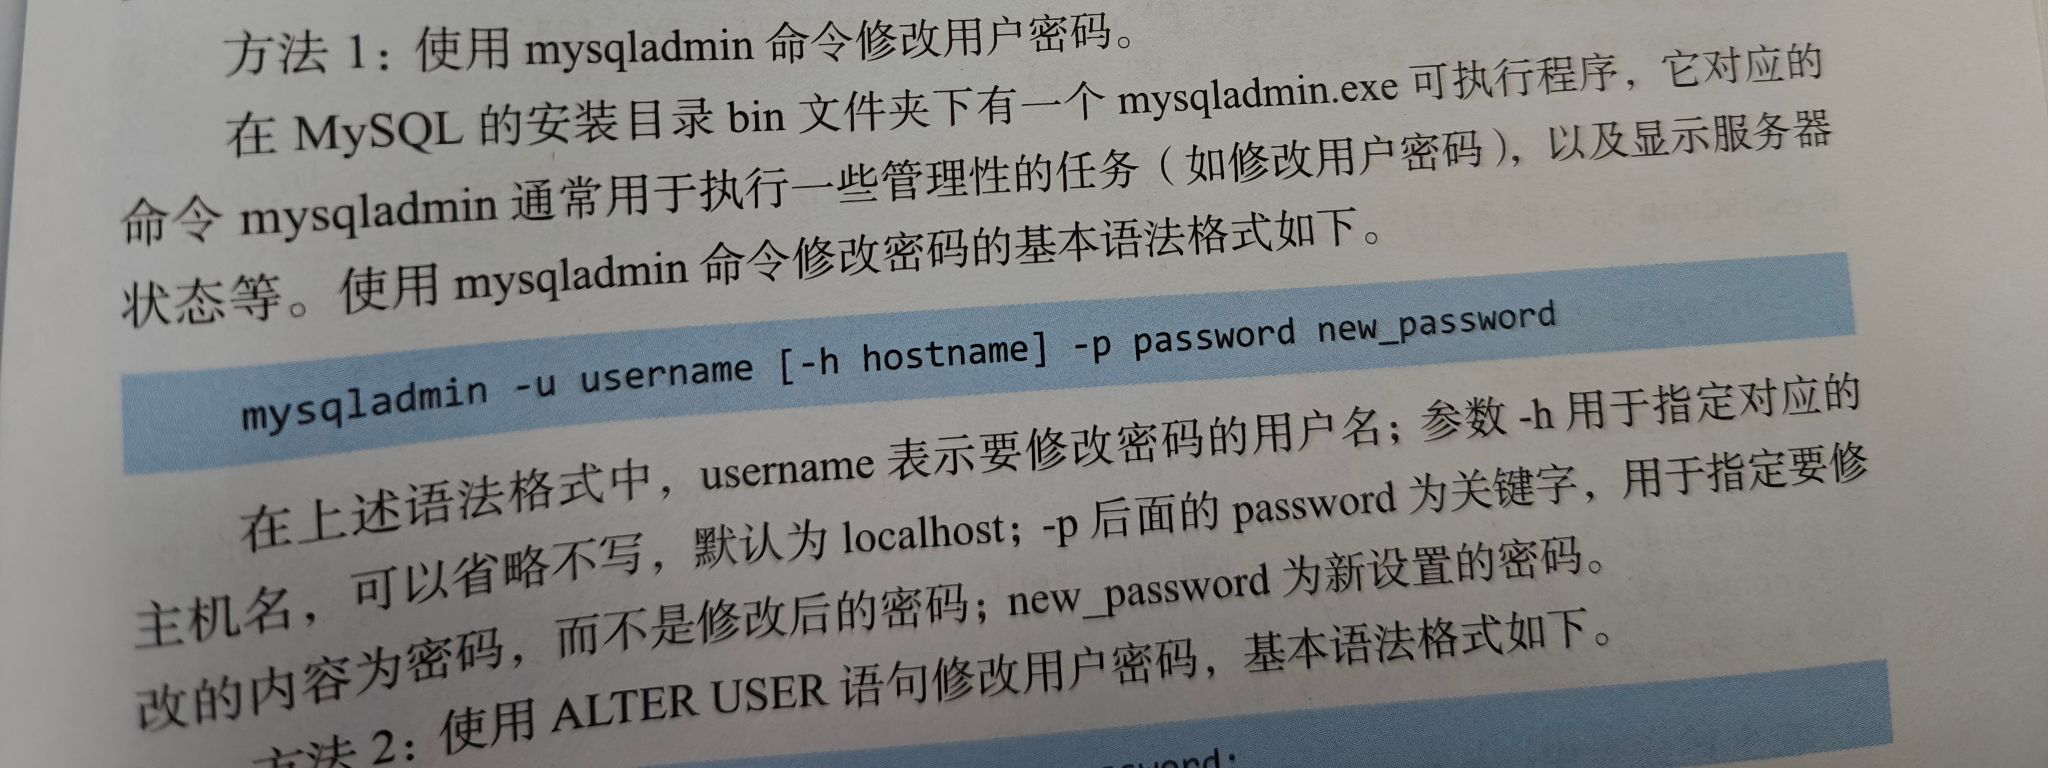 方法 1：使用 mysqladmin 命令修改用户密码。
在 MySQL 的安装目录 bin 文件夹下有一个 mysqladmin.exe 可执行程序，它对应的
命令 mysqladmin 通常用于执行一些管理性的任务（如修改用户密码），以及显示服务器
状态等。使用 mysqladmin 命令修改密码的基本语法格式如下。
mysqladmin -u username [-h hostname] -p password new_password
在上述语法格式中，username 表示要修改密码的用户名；参数 -h 用于指定对应的
主机名，可以省略不写，默认为 localhost；-p 后面的 password 为关键字，用于指定要修
改的内容为密码，而不是修改后的密码；new_password 为新设置的密码。
方法 2：使用 ALTER USER 语句修改用户密码，基本语法格式如下。